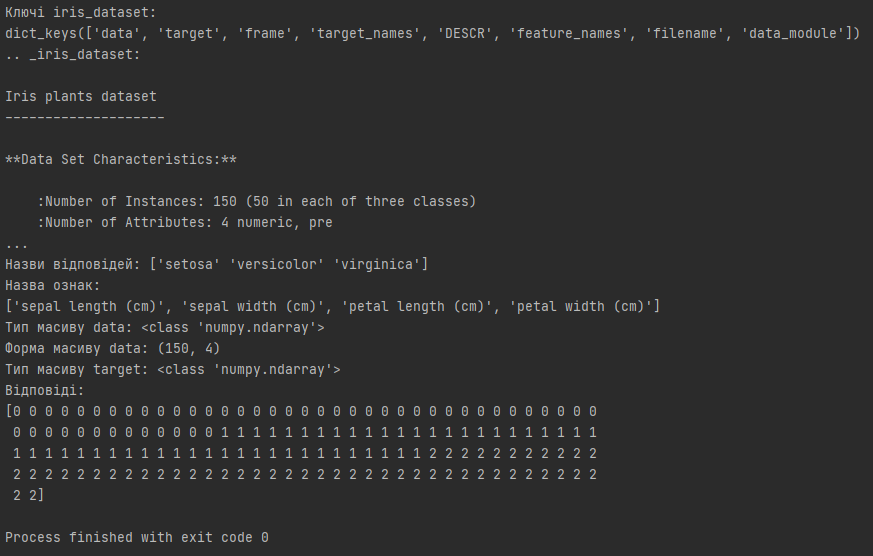 Ключі iris_dataset:
dict_keys(['data', 'target', 'frame', 'target_names', 'DESCR', 'feature_names', 'filename', 'data_module'])
.. _iris_dataset:
Iris plants dataset
--------------------
**Data Set Characteristics:**
    :Number of Instances: 150 (50 in each of three classes)
    :Number of Attributes: 4 numeric, pre
...
Назви відповідей: ['setosa' 'versicolor' 'virginica']
Назва ознак:
['sepal length (cm)', 'sepal width (cm)', 'petal length (cm)', 'petal width (cm)']
Тип масиву data: <class 'numpy.ndarray'>
Форма масиву data: (150, 4)
Тип масиву target: <class 'numpy.ndarray'>
Відповіді:
[0 0 0 0 0 0 0 0 0 0 0 0 0 0 0 0 0 0 0 0 0 0 0 0 0 0 0 0 0 0 0 0 0 0 0 0 0
 0 0 0 0 0 0 0 0 0 0 0 0 0 1 1 1 1 1 1 1 1 1 1 1 1 1 1 1 1 1 1 1 1 1 1 1 1
 1 1 1 1 1 1 1 1 1 1 1 1 1 1 1 1 1 1 1 1 1 1 1 1 1 1 2 2 2 2 2 2 2 2 2 2 2
 2 2 2 2 2 2 2 2 2 2 2 2 2 2 2 2 2 2 2 2 2 2 2 2 2 2 2 2 2 2 2 2 2 2 2 2 2
 2 2]
Process finished with exit code 0